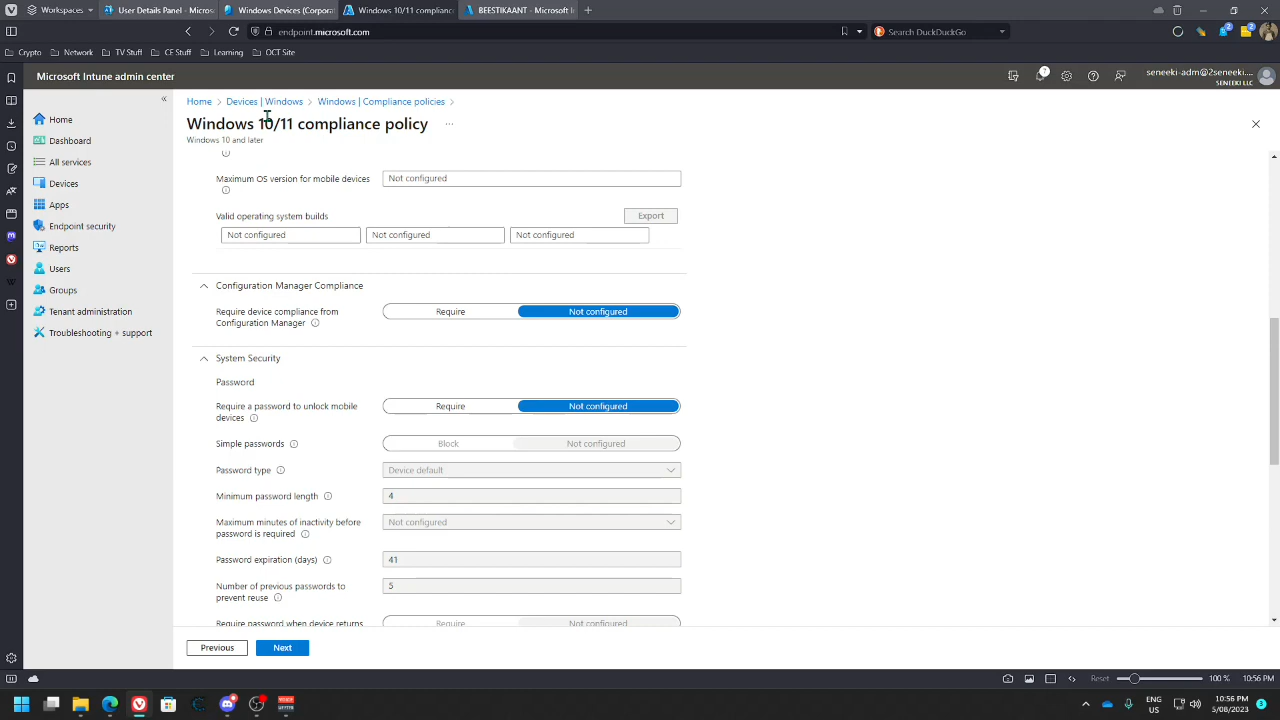 Workspaces
User Details Panel - Micros
Windows Devices (Corporat
Windows 10/11 complianc
BEESTIKAANT - Microsoft I
endpoint.microsoft.com
Search DuckDuckGo
Crypto
Network
TV Stuff
CE Stuff
Learning
OCT Site
Microsoft Intune admin center
seneeki-adm@2seneeki....
SENEEKI LLC
Home
Dashboard
All services
Devices
Apps
Endpoint security
Reports
Users
Groups
Tenant administration
Troubleshooting + support
Home > Devices | Windows > Windows | Compliance policies >
Windows 10/11 compliance policy ...
Windows 10 and later
Maximum OS version for mobile devices
Not configured
Valid operating system builds
Export
Not configured
Not configured
Not configured
Configuration Manager Compliance
Require device compliance from
Configuration Manager
Require
Not configured
System Security
Password
Require a password to unlock mobile
devices
Require
Not configured
Simple passwords
Block
Not configured
Password type
Device default
Minimum password length
4
Maximum minutes of inactivity before
password is required
Not configured
Password expiration (days)
41
Number of previous passwords to
prevent reuse
5
Require password when device returns
Require
Not configured
Previous
Next
Reset
100 %
10:56 PM
ENG
US
10:56 PM
5/08/2023